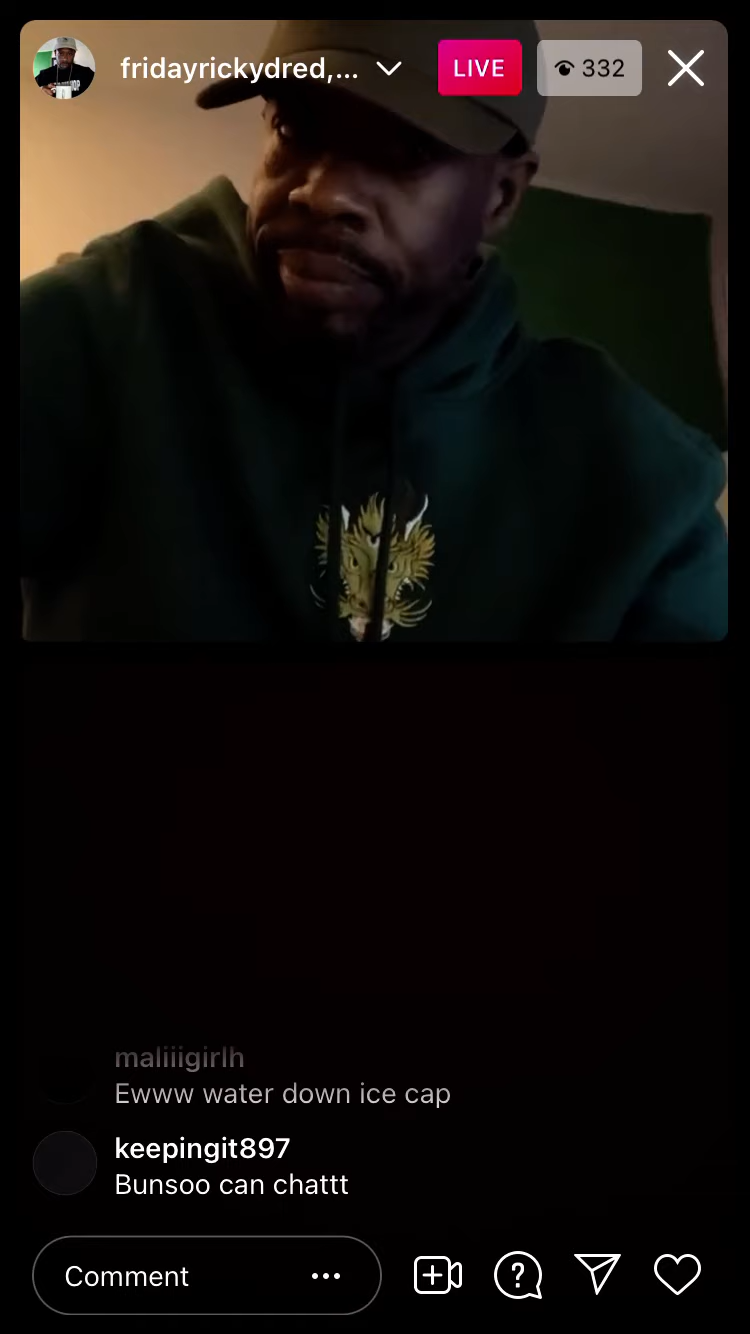 fridayrickydred,...
LIVE
332
maliiigirlh
Ewww water down ice cap
keepingit897
Bunsoo can chattt
Comment